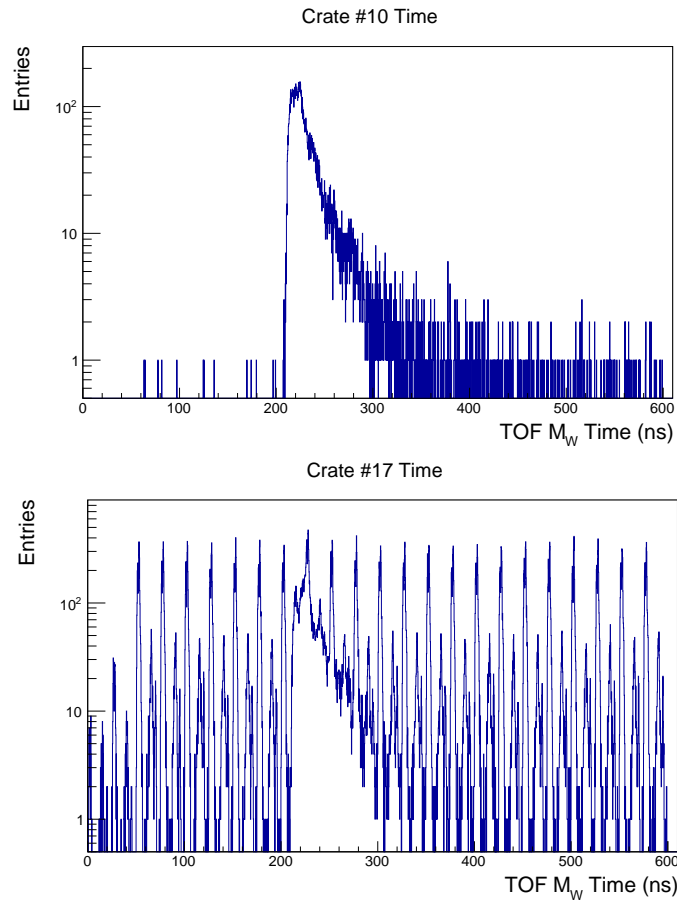 Crate #10 Time
Entries
10²
10
1
0 100 200 300 400 500 600
TOF M_W Time (ns)
Crate #17 Time
Entries
10²
10
1
0 100 200 300 400 500 600
TOF M_W Time (ns)